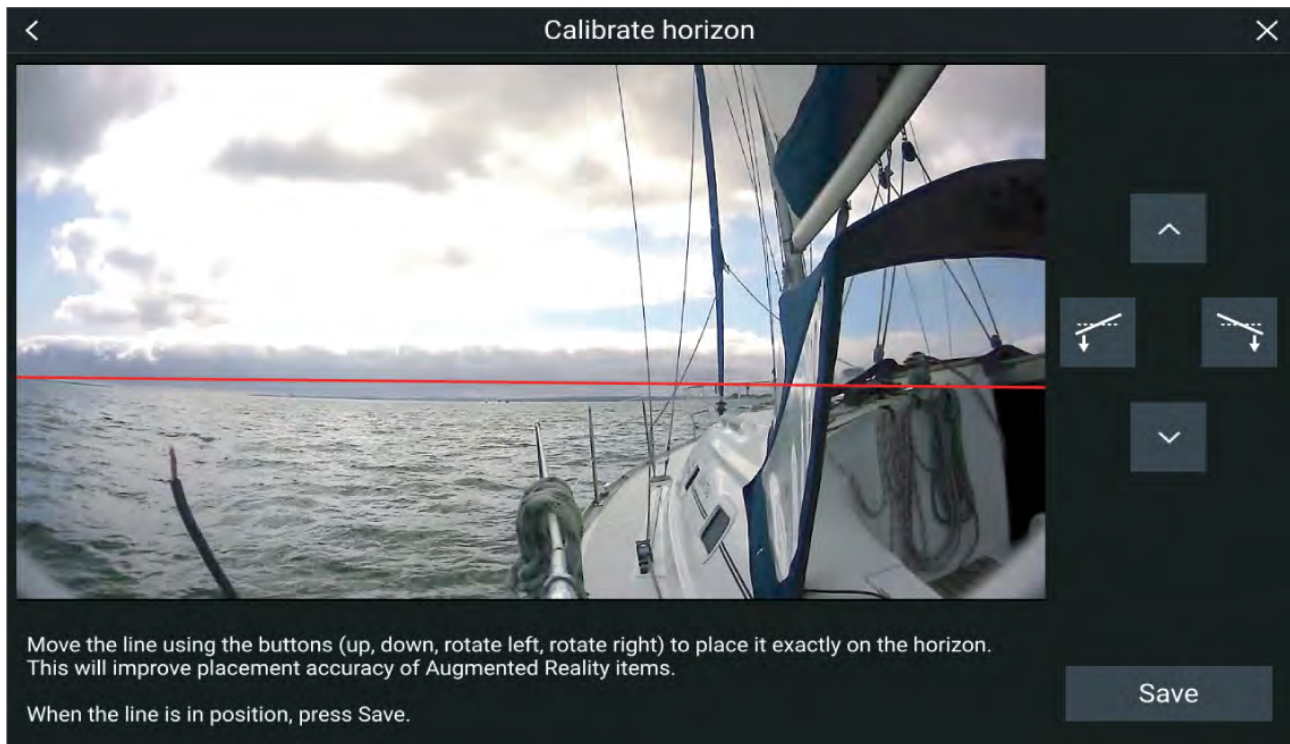 Calibrate horizon
Move the line using the buttons (up, down, rotate left, rotate right) to place it exactly on the horizon.
This will improve placement accuracy of Augmented Reality items.
When the line is in position, press Save.
Save